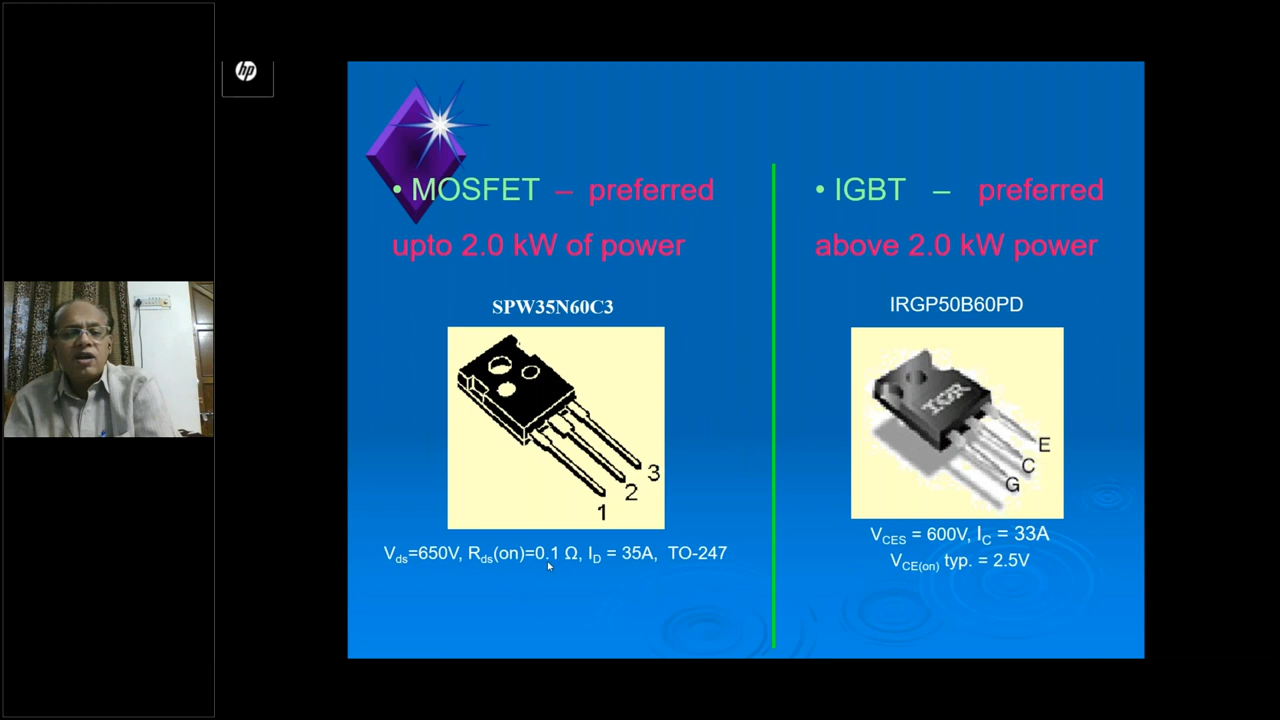 hp
• MOSFET – preferred
upto 2.0 kW of power
SPW35N60C3
1
2
3
Vds=650V, Rds(on)=0.1 Ω, ID = 35A, TO-247
• IGBT – preferred
above 2.0 kW power
IRGP50B60PD
IGR
E
C
G
VCES = 600V, IC = 33A
VCE(on) typ. = 2.5V